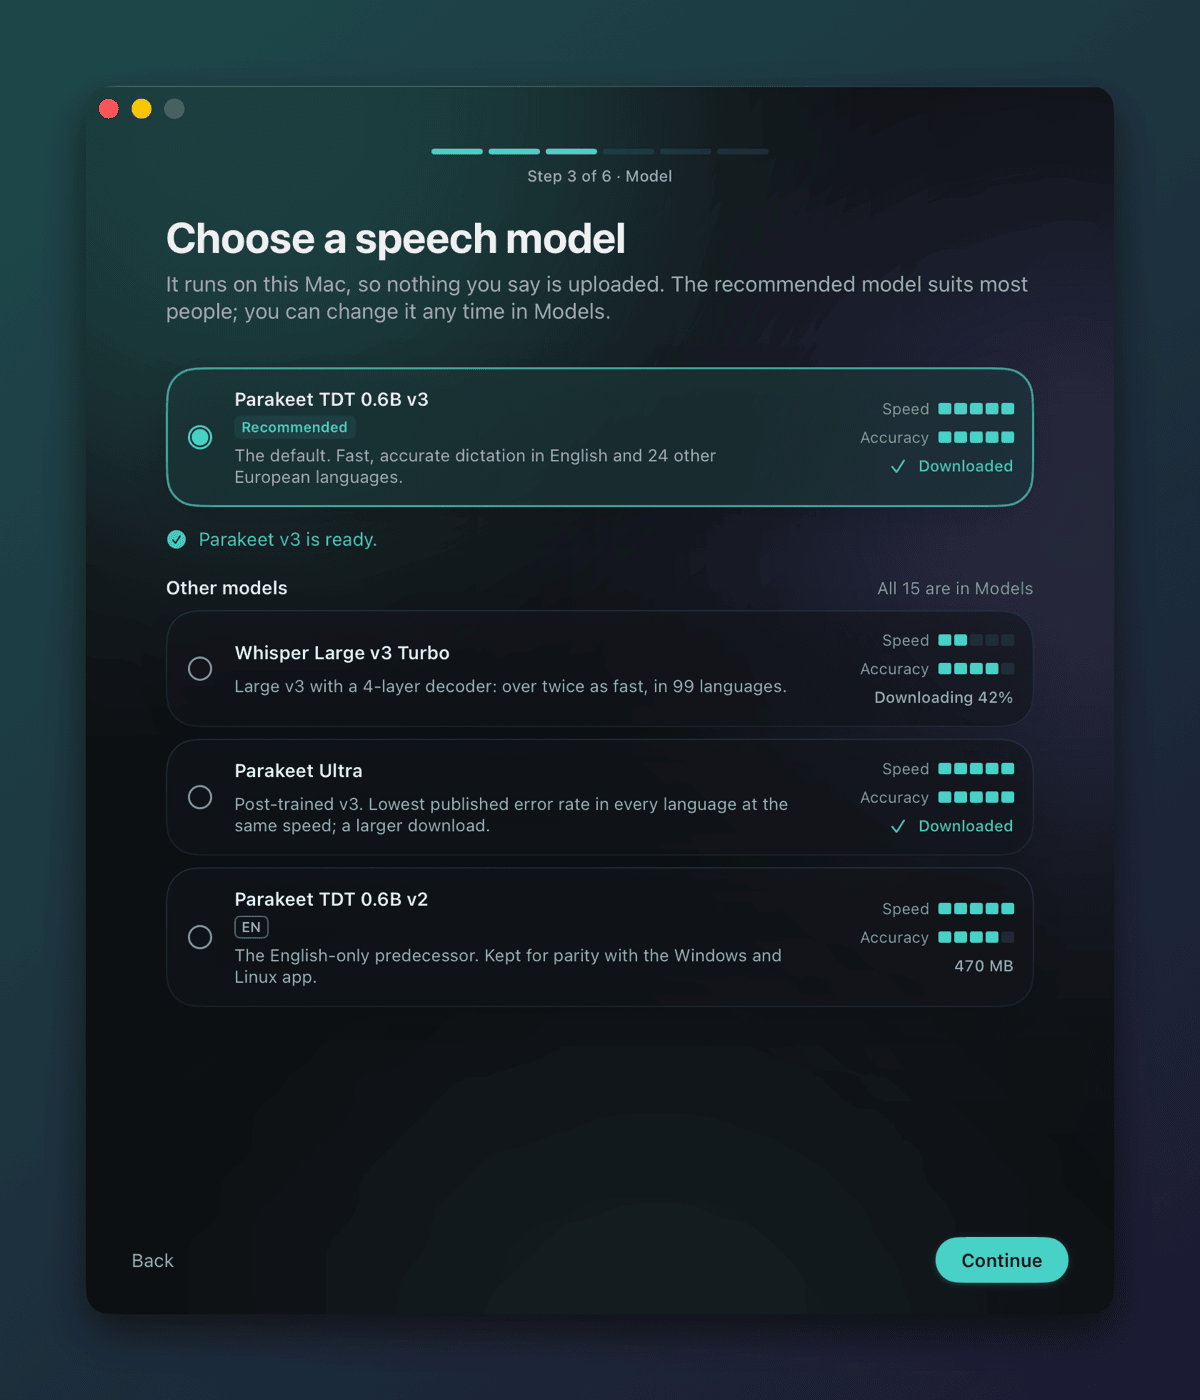 Step 3 of 6 · Model
Choose a speech model
It runs on this Mac, so nothing you say is uploaded. The recommended model suits most
people; you can change it any time in Models.
Parakeet TDT 0.6B v3
Recommended
The default. Fast, accurate dictation in English and 24 other
European languages.
Speed
Accuracy
Downloaded
Parakeet v3 is ready.
Other models
All 15 are in Models
Whisper Large v3 Turbo
Large v3 with a 4-layer decoder: over twice as fast, in 99 languages.
Speed
Accuracy
Downloading 42%
Parakeet Ultra
Post-trained v3. Lowest published error rate in every language at the
same speed; a larger download.
Speed
Accuracy
Downloaded
Parakeet TDT 0.6B v2
EN
The English-only predecessor. Kept for parity with the Windows and
Linux app.
Speed
Accuracy
470 MB
Back
Continue